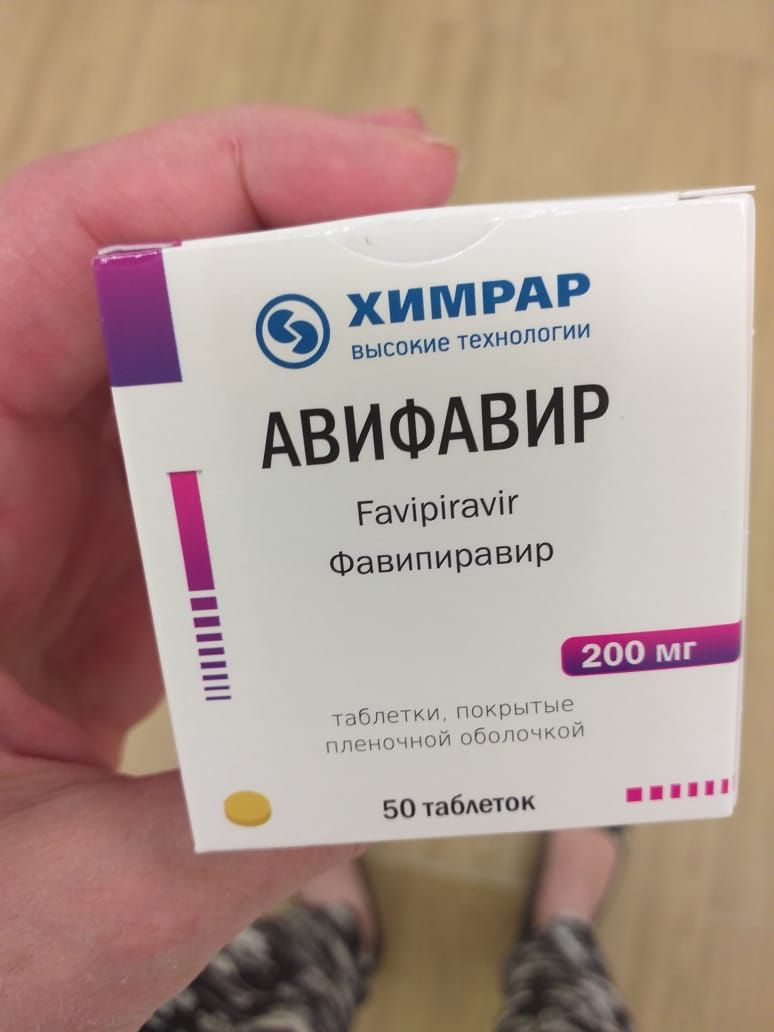 ХИМРАР
ВЫСОКИЕ ТЕХНОЛОГИИ
АВИФАВИР
Favipiravir
Фавипиравир
200 мг
таблетки, покрытые
пленочной оболочкой
50 таблеток